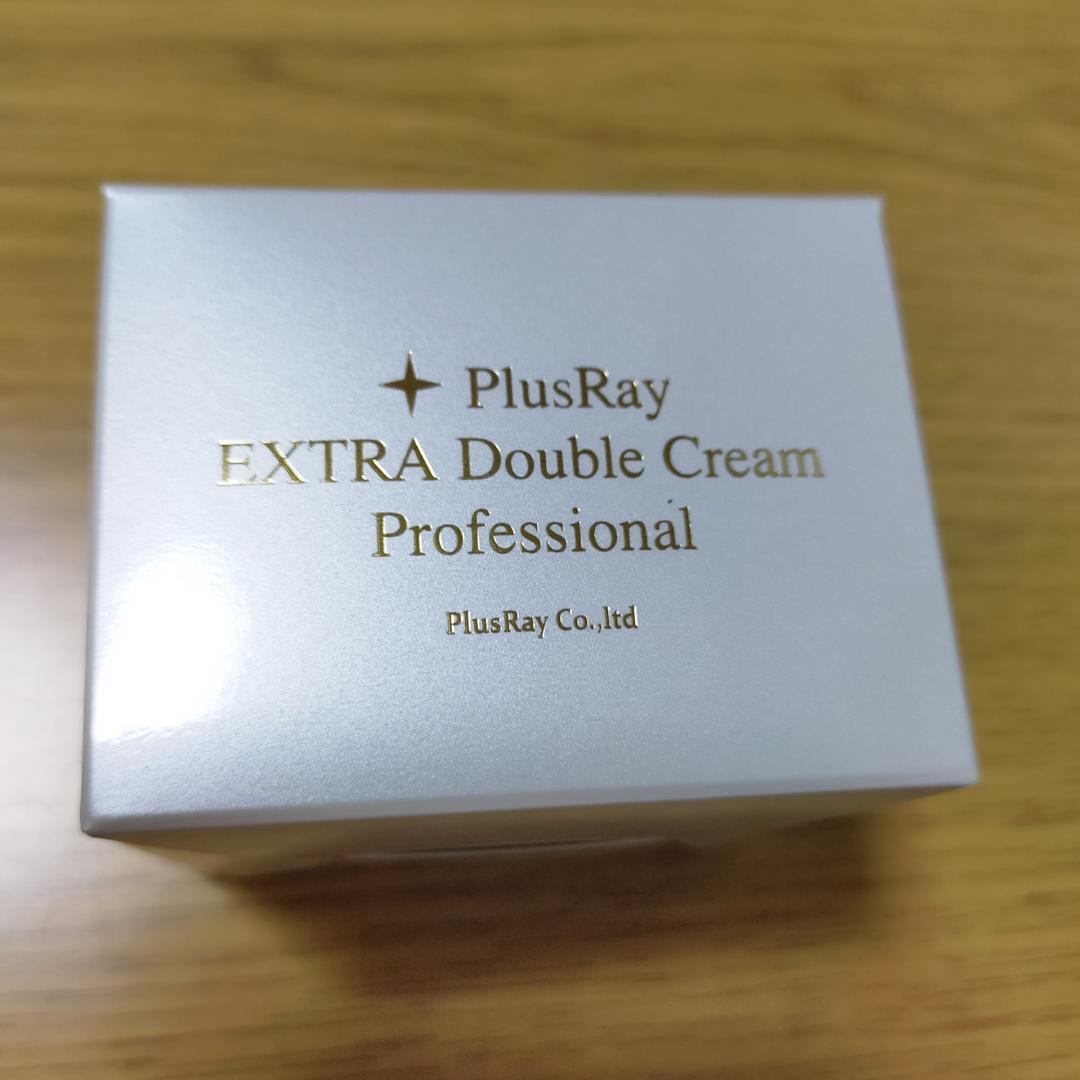 PlusRay
EXTRA Double Cream
Professional
PlusRay Co.,ltd